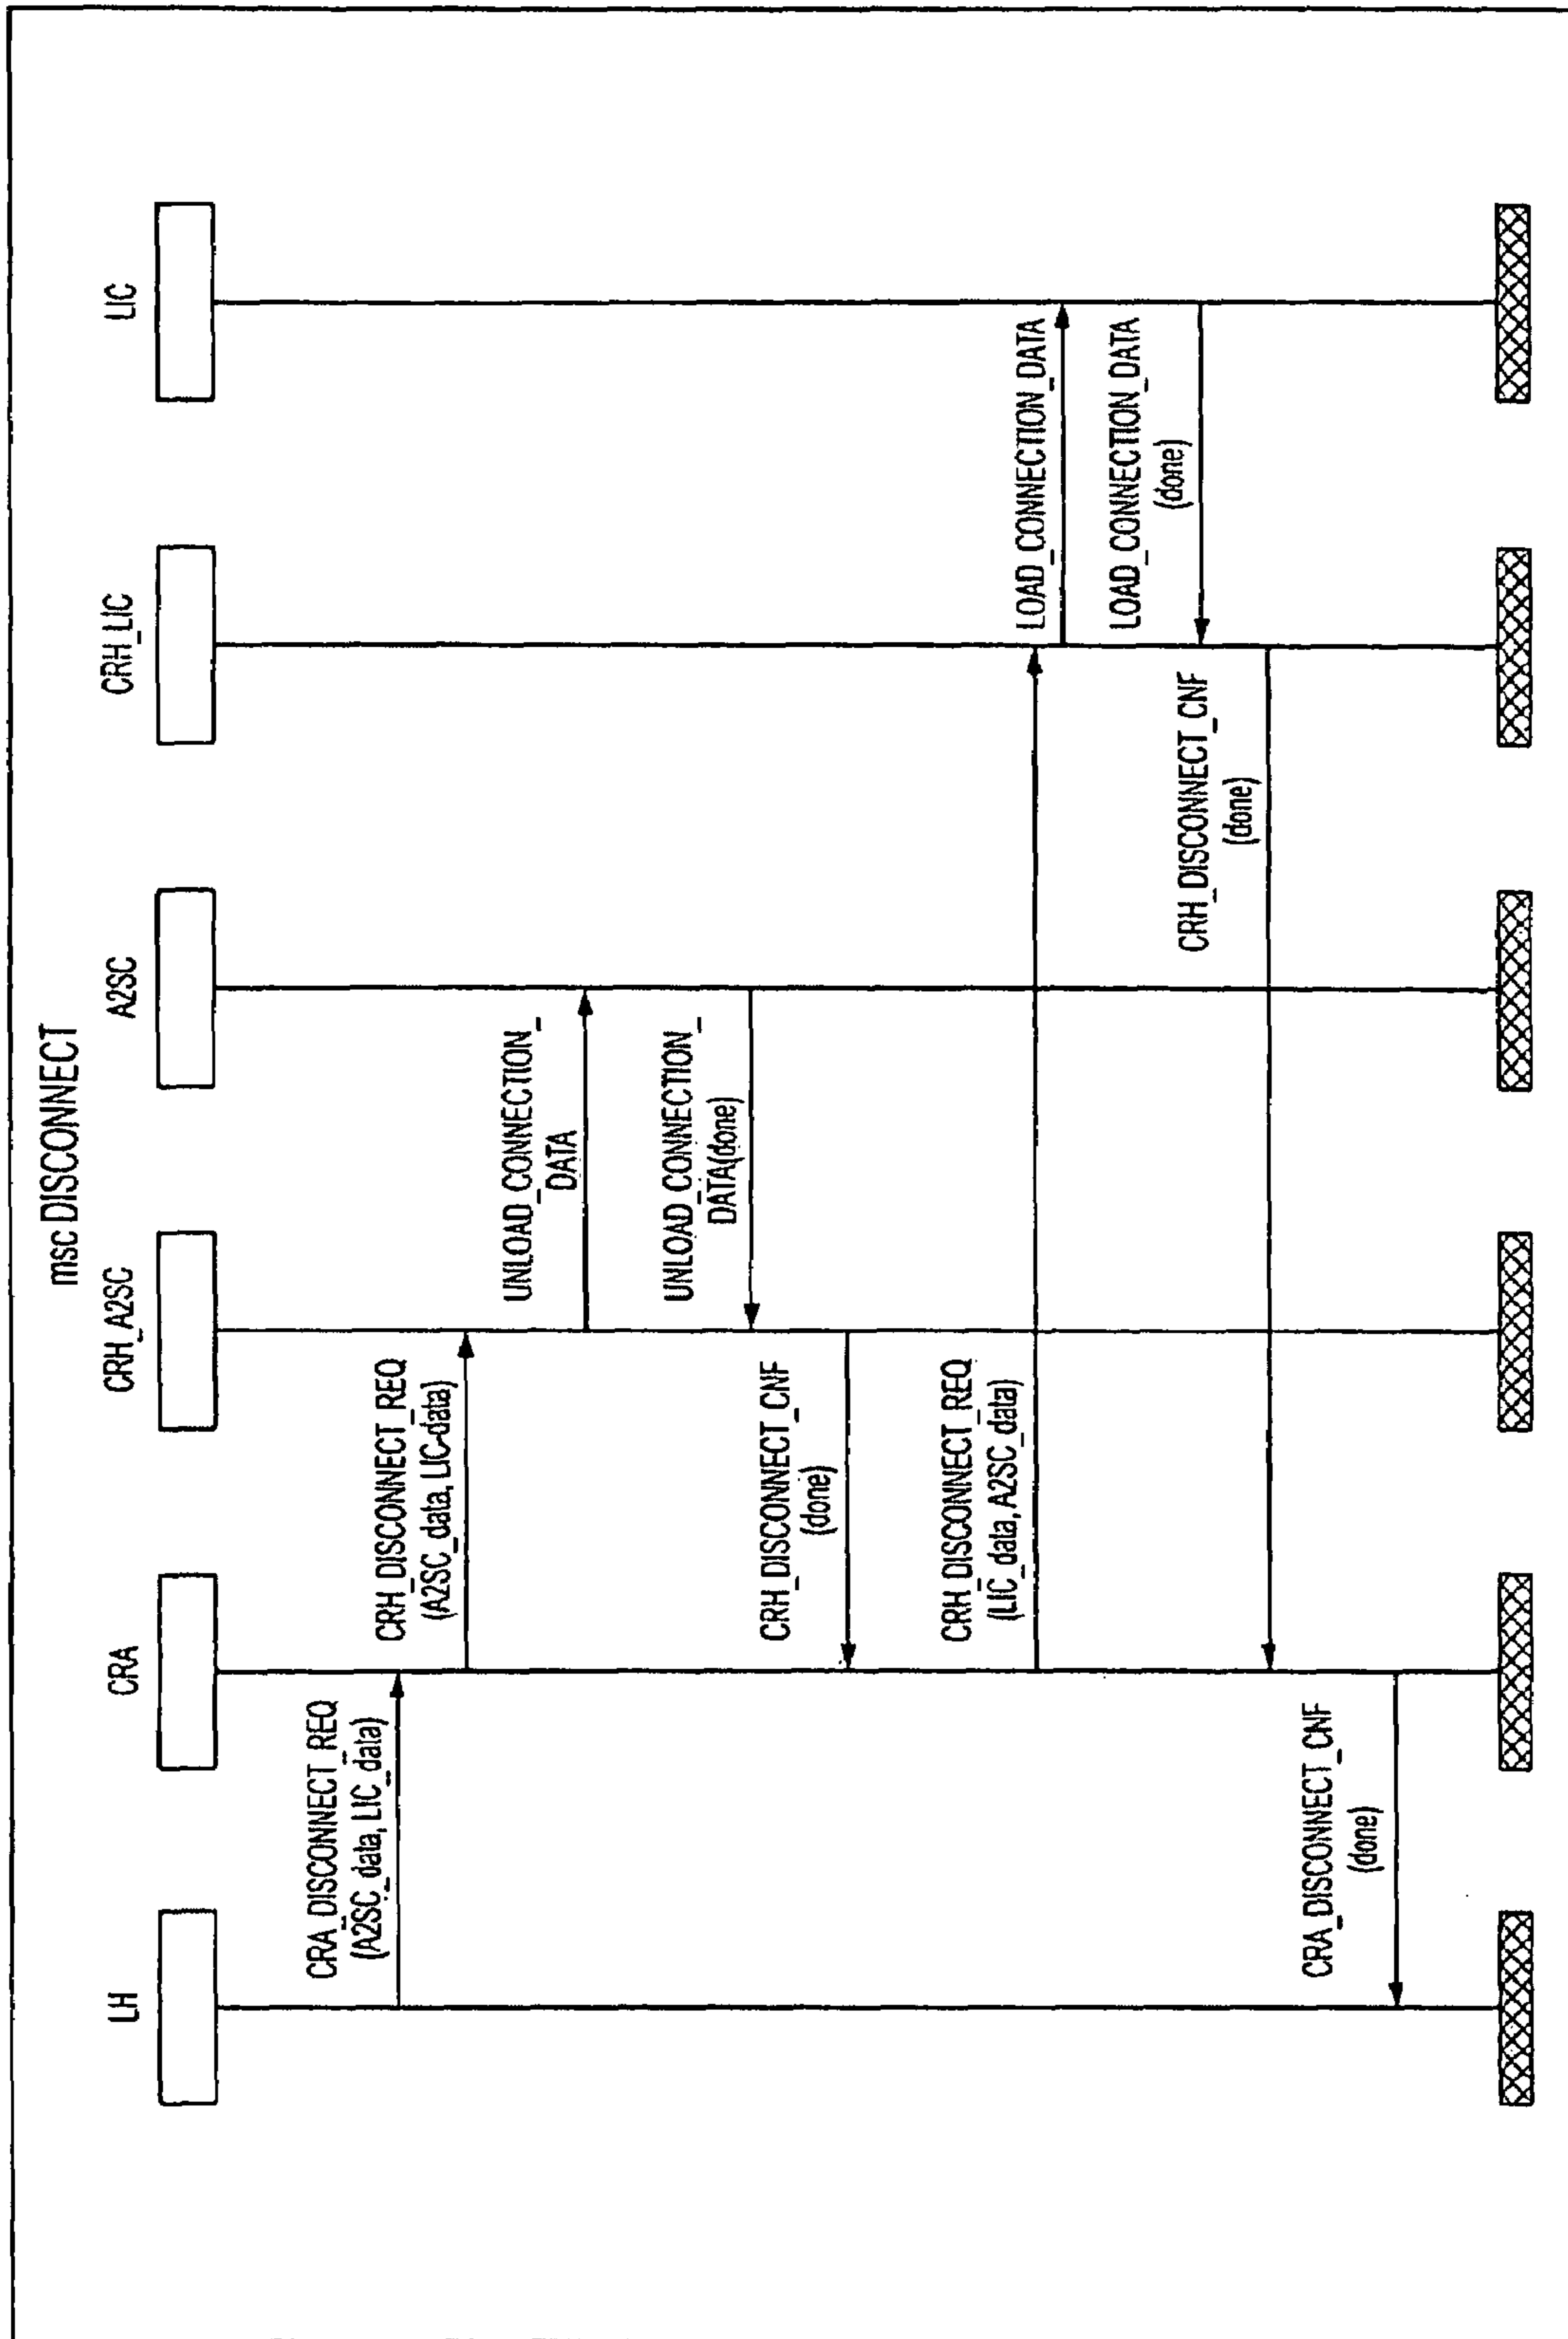 msc DISCONNECT
LH
CRA
CRH_A2SC
A2SC
CRH_LIC
LIC
CRA_DISCONNECT_REQ
(A2SC_data, LIC_data)
CRH_DISCONNECT_REQ
(A2SC_data, LIC-data)
UNLOAD_CONNECTION_
DATA
UNLOAD_CONNECTION_
DATA(done)
CRH_DISCONNECT_CNF
(done)
CRH_DISCONNECT_REQ
(LIC_data, A2SC_data)
LOAD_CONNECTION_DATA
LOAD_CONNECTION_DATA
(done)
CRH_DISCONNECT_CNF
(done)
CRA_DISCONNECT_CNF
(done)